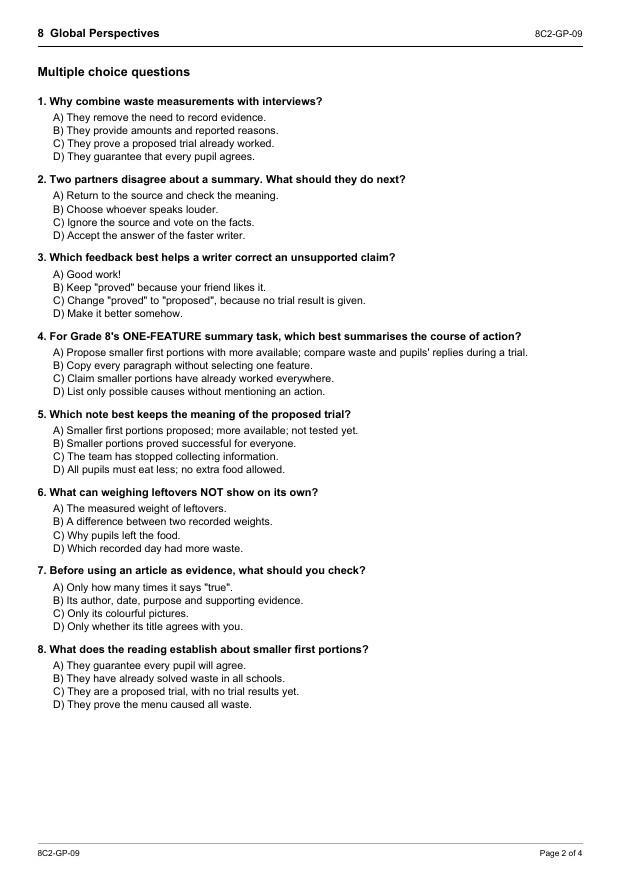 8 Global Perspectives
8C2-GP-09
Multiple choice questions
1. Why combine waste measurements with interviews?
A) They remove the need to record evidence.
B) They provide amounts and reported reasons.
C) They prove a proposed trial already worked.
D) They guarantee that every pupil agrees.
2. Two partners disagree about a summary. What should they do next?
A) Return to the source and check the meaning.
B) Choose whoever speaks louder.
C) Ignore the source and vote on the facts.
D) Accept the answer of the faster writer.
3. Which feedback best helps a writer correct an unsupported claim?
A) Good work!
B) Keep "proved" because your friend likes it.
C) Change "proved" to "proposed", because no trial result is given.
D) Make it better somehow.
4. For Grade 8's ONE-FEATURE summary task, which best summarises the course of action?
A) Propose smaller first portions with more available; compare waste and pupils' replies during a trial.
B) Copy every paragraph without selecting one feature.
C) Claim smaller portions have already worked everywhere.
D) List only possible causes without mentioning an action.
5. Which note best keeps the meaning of the proposed trial?
A) Smaller first portions proposed; more available; not tested yet.
B) Smaller portions proved successful for everyone.
C) The team has stopped collecting information.
D) All pupils must eat less; no extra food allowed.
6. What can weighing leftovers NOT show on its own?
A) The measured weight of leftovers.
B) A difference between two recorded weights.
C) Why pupils left the food.
D) Which recorded day had more waste.
7. Before using an article as evidence, what should you check?
A) Only how many times it says "true".
B) Its author, date, purpose and supporting evidence.
C) Only its colourful pictures.
D) Only whether its title agrees with you.
8. What does the reading establish about smaller first portions?
A) They guarantee every pupil will agree.
B) They have already solved waste in all schools.
C) They are a proposed trial, with no trial results yet.
D) They prove the menu caused all waste.
8C2-GP-09
Page 2 of 4